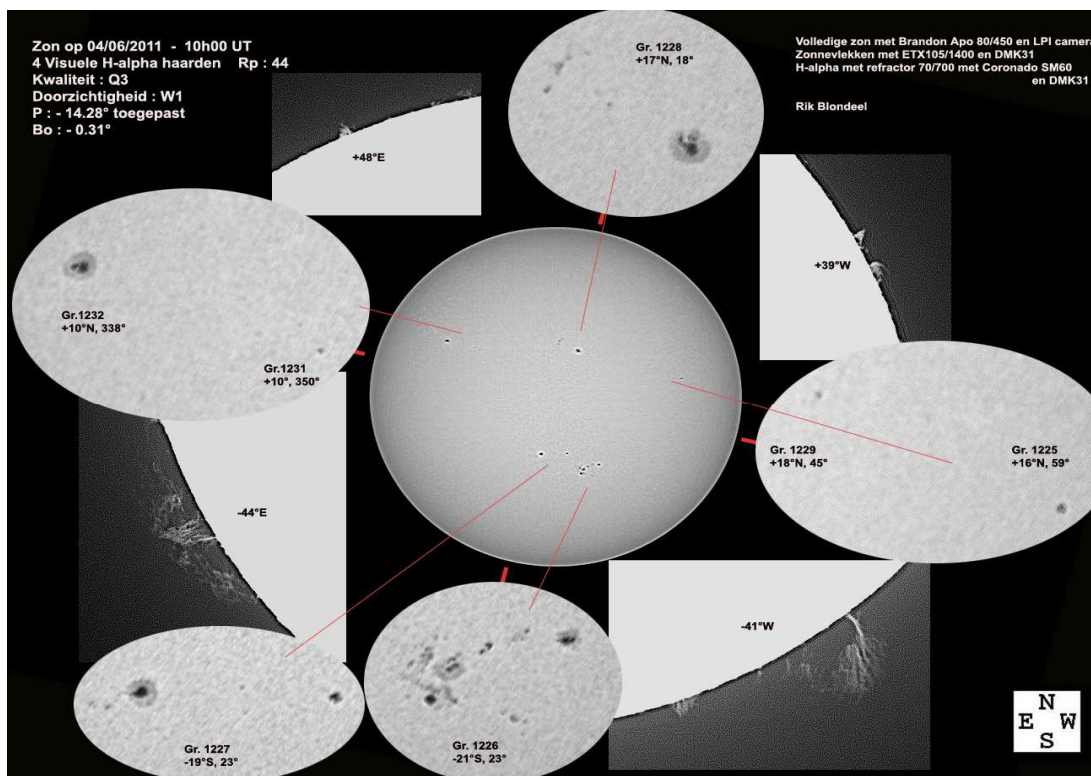 Zon op 04/06/2011 - 10h00 UT
4 Visuele H-alpha haarden Rp : 44
Kwaliteit : Q3
Doorzichtigheid : W1
P : - 14.28° toegepast
Bo : - 0.31°
Gr. 1228
+17°N, 18°
Volledige zon met Brandon Apo 80/450 en LPI camera
Zonnevlekken met ETX105/1400 en DMK31
H-alpha met refractor 70/700 met Coronado SM60
en DMK31
Rik Blondeel
+48°E
+39°W
Gr.1232
+10°N, 338°
Gr.1231
+10°, 350°
Gr. 1229
+18°N, 45°
Gr. 1225
+16°N, 59°
-44°E
-41°W
Gr. 1227
-19°S, 23°
Gr. 1226
-21°S, 23°
N
E W
S